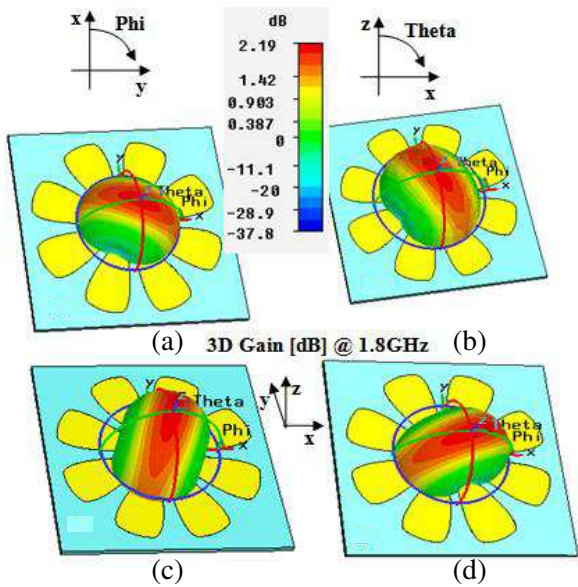 x
Phi
y
dB
2.19
1.42
0.903
0.387
0
-11.1
-20
-28.9
-37.8
z
Theta
x
y
Theta
Phi
x
y
Theta
Phi
x
(a)
3D Gain [dB] @ 1.8GHz
(b)
y
Theta
Phi
x
y
z
x
y
Theta
Phi
x
(c)
(d)